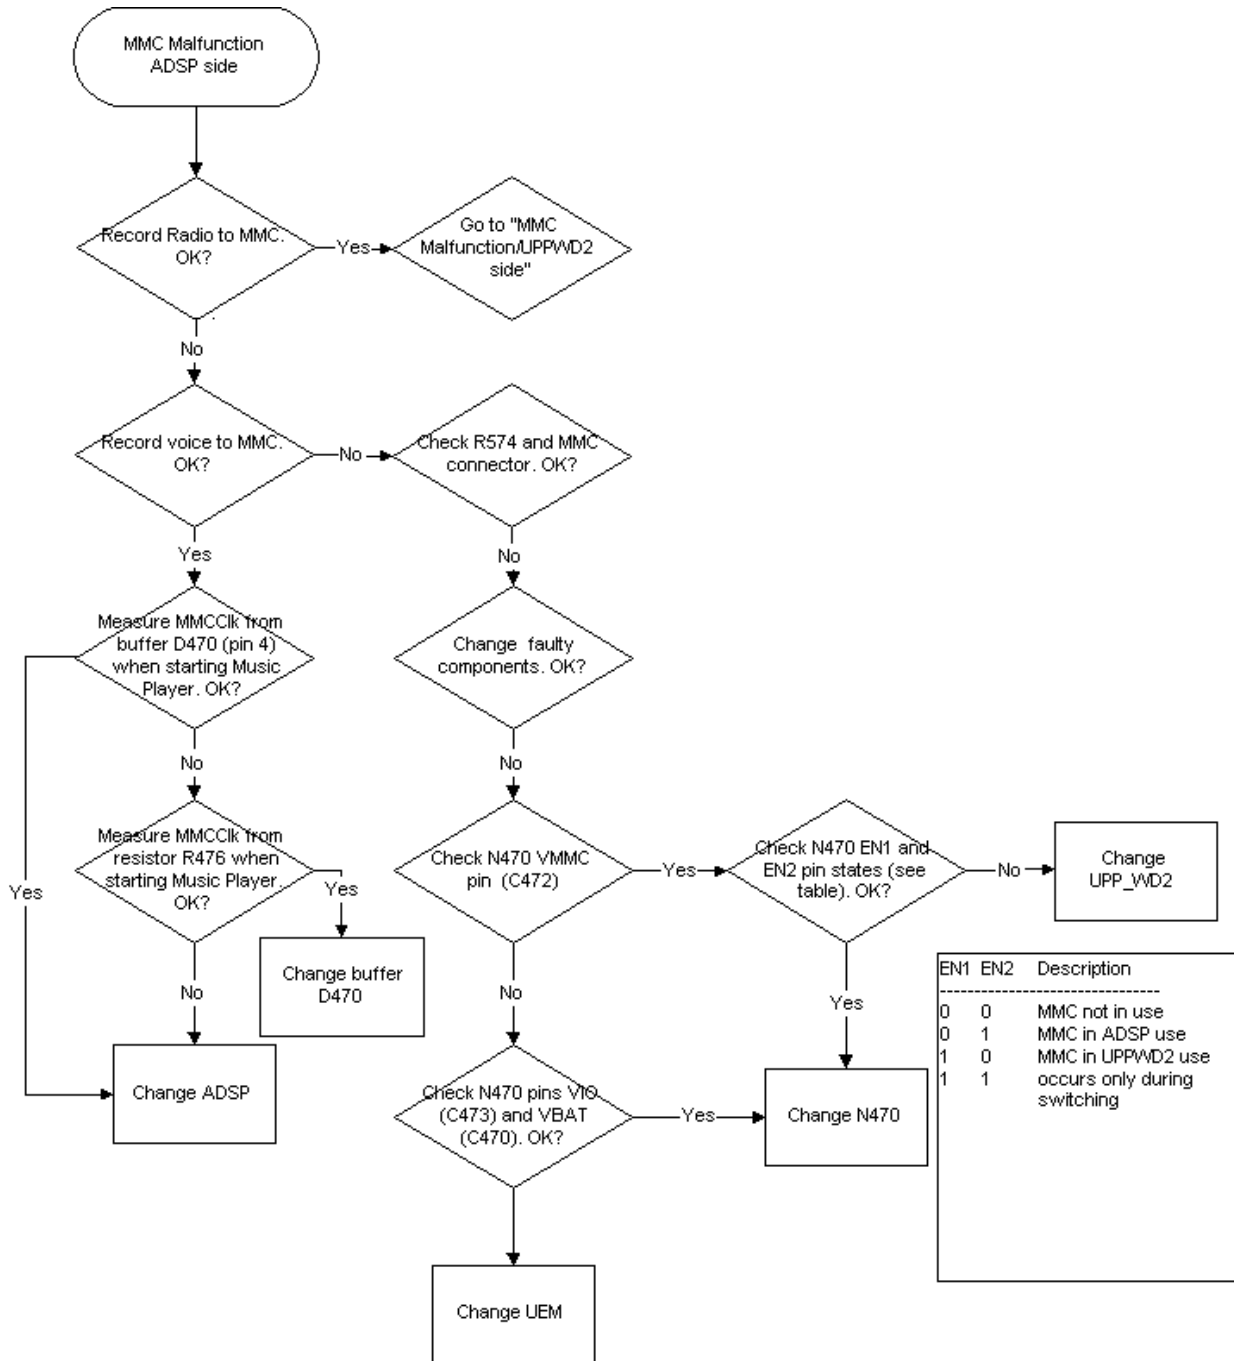 MMC Malfunction
ADSP side
Record Radio to MMC.
OK?
Yes
Go to "MMC
Malfunction/UPPWD2
side"
No
Record voice to MMC.
OK?
No
Check R574 and MMC
connector. OK?
Yes
No
Measure MMCClk from
buffer D470 (pin 4)
when starting Music
Player. OK?
Change faulty
components. OK?
No
No
Yes
Measure MMCClk from
resistor R476 when
starting Music Player.
OK?
Yes
Check N470 VMMC
pin (C472)
Yes
Check N470 EN1 and
EN2 pin states (see
table). OK?
No
Change
UPP_WD2
Change buffer
D470
No
No
Yes
EN1 EN2 Description
-------------------------------
0 0 MMC not in use
0 1 MMC in ADSP use
1 0 MMC in UPPWD2 use
1 1 occurs only during
switching
Change ADSP
Check N470 pins VIO
(C473) and VBAT
(C470). OK?
Yes
Change N470
Change UEM